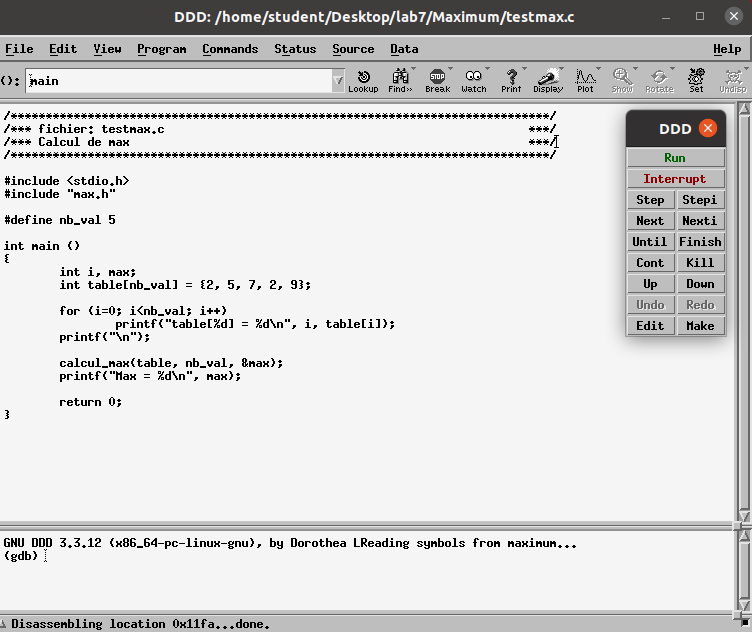 DDD: /home/student/Desktop/lab7/Maximum/testmax.c
File Edit View Program Commands Status Source Data Help
(): main
Lookup Find» Break Watch Print Display Plot Show Rotate Set Undisp
STOP
/******************************************************************************/
/*** fichier: testmax.c ***/
/*** Calcul de max ***/
/******************************************************************************/
#include <stdio.h>
#include "max.h"
#define nb_val 5
int main ()
{
int i, max;
int table[nb_val] = {2, 5, 7, 2, 9};
for (i=0; i<nb_val; i++)
printf("table[%d] = %d\n", i, table[i]);
printf("\n");
calcul_max(table, nb_val, &max);
printf("Max = %d\n", max);
return 0;
}
DDD
Run
Interrupt
Step Stepi
Next Nexti
Until Finish
Cont Kill
Up Down
Undo Redo
Edit Make
GNU DDD 3.3.12 (x86_64-pc-linux-gnu), by Dorothea LReading symbols from maximum...
(gdb)
Disassembling location 0x11fa...done.